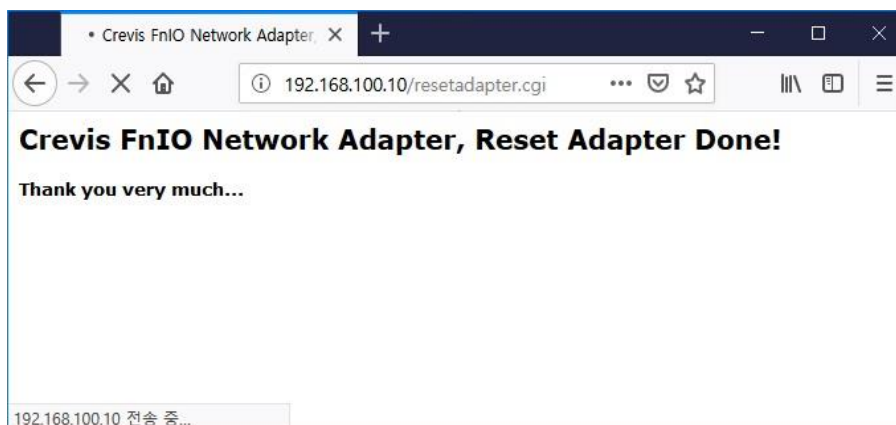 • Crevis FnIO Network Adapter,
192.168.100.10/resetadapter.cgi
Crevis FnIO Network Adapter, Reset Adapter Done!
Thank you very much...
192.168.100.10 전송 중...